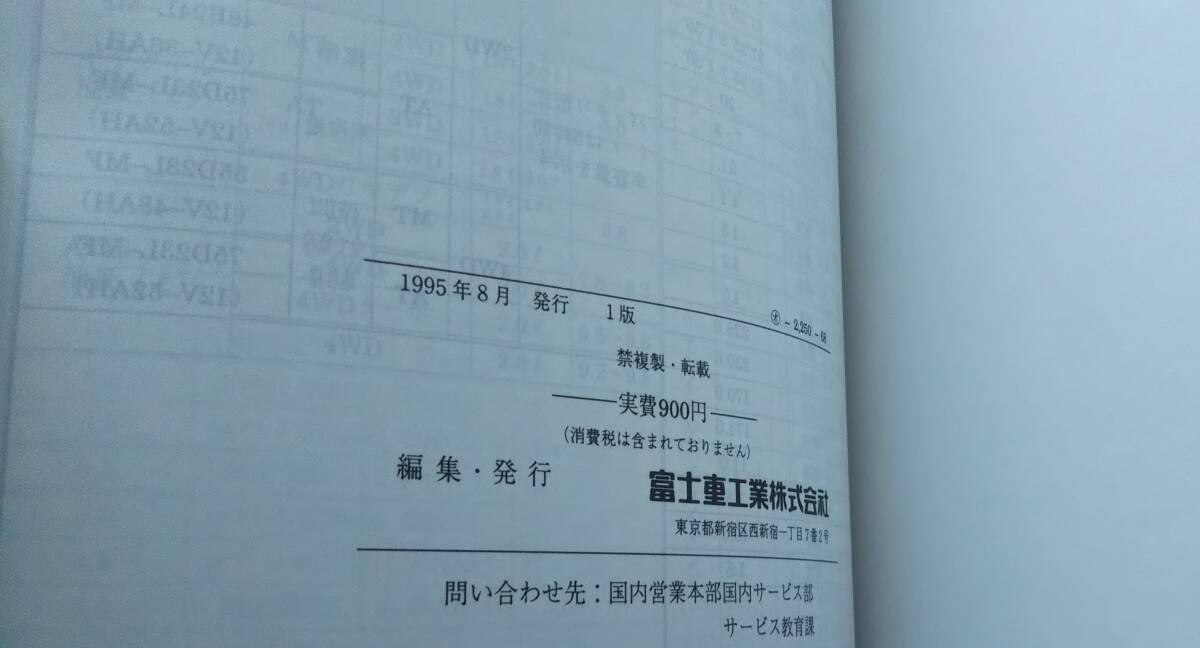 1995年8月 発行 1版 ㋔-2,250-68
禁複製・転載
実費900円
(消費税は含まれておりません)
編集・発行 富士重工業株式会社
東京都新宿区西新宿一丁目7番2号
問い合わせ先:国内営業本部国内サービス部
サービス教育課